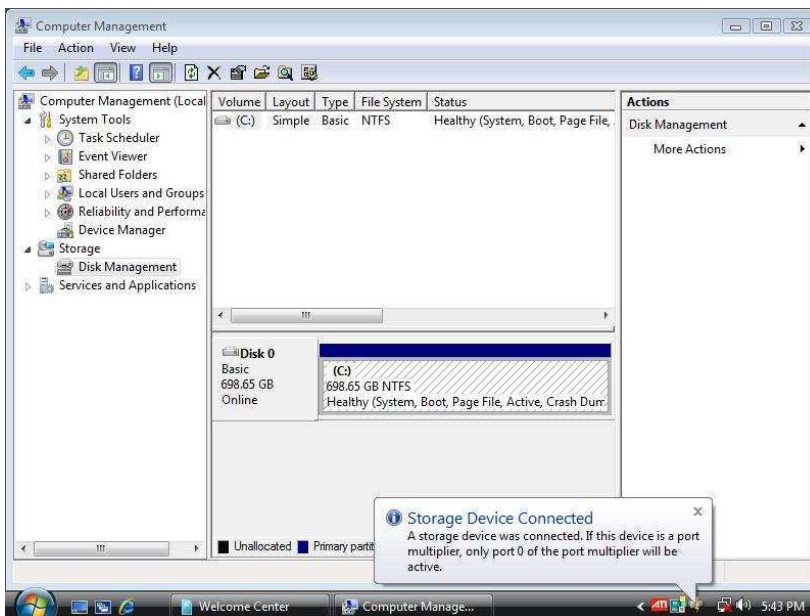 Computer Management
File Action View Help
Computer Management (Local
System Tools
Task Scheduler
Event Viewer
Shared Folders
Local Users and Groups
Reliability and Performa
Device Manager
Storage
Disk Management
Services and Applications
Volume Layout Type File System Status
(C:) Simple Basic NTFS Healthy (System, Boot, Page File,
Disk 0
Basic
698.65 GB
Online
(C:)
698.65 GB NTFS
Healthy (System, Boot, Page File, Active, Crash Dum
Unallocated Primary partit
Actions
Disk Management
More Actions
Storage Device Connected
A storage device was connected. If this
device is a port
multiplier, only port 0 of the port multiplier will be
active.
Welcome Center
Computer Manage...
ATI
5:43 PM